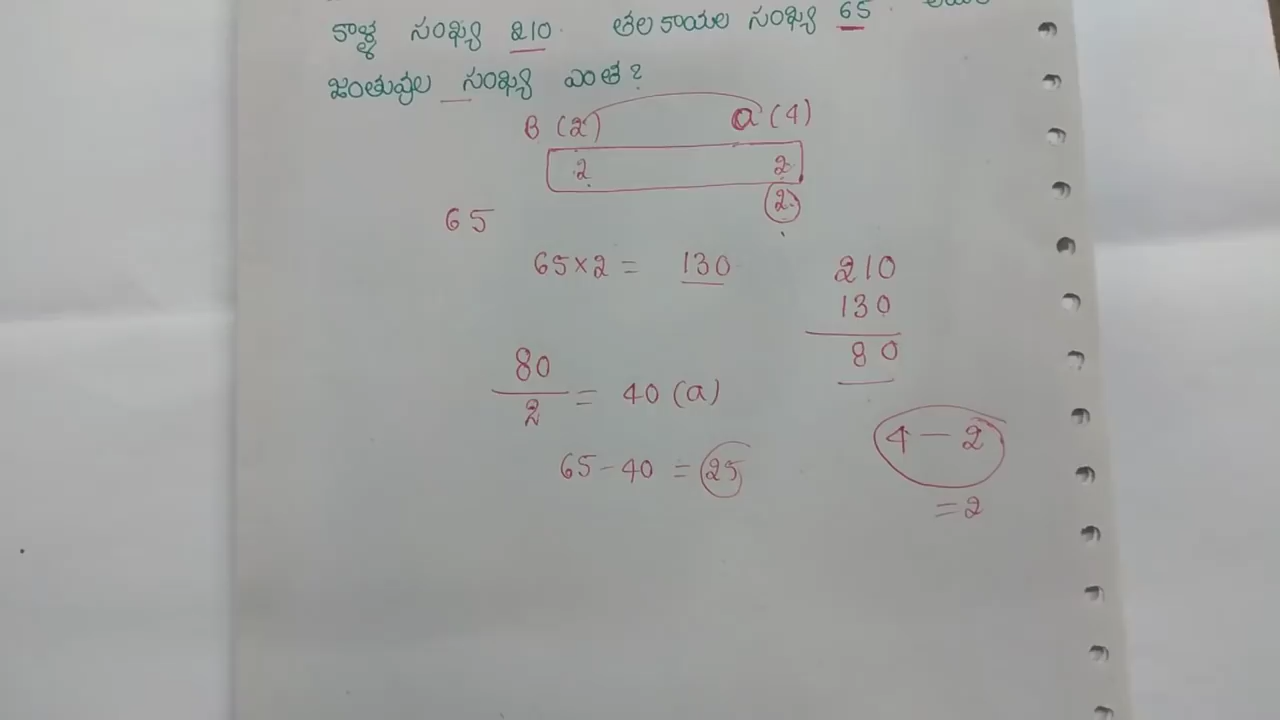 కాళ్ళ సంఖ్య 210. తలకాయల సంఖ్య 65.
జంతువుల సంఖ్య ఎంత?
B (2) a (4)
2 2
2
65
65×2 = 130
210
130
80
80
2 = 40 (a)
4 – 2
65 – 40 = 25
= 2